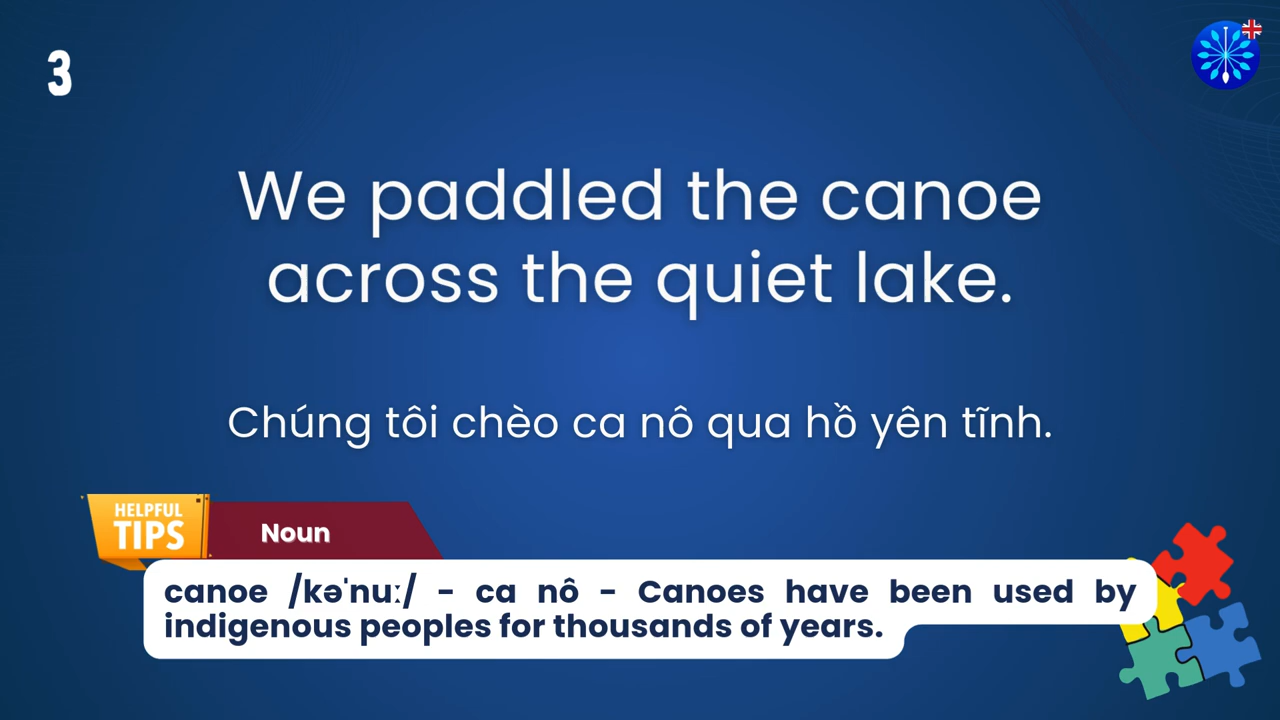 3
We paddled the canoe
across the quiet lake.
Chúng tôi chèo ca nô qua hồ yên tĩnh.
HELPFUL
TIPS
Noun
canoe /kəˈnuː/ - ca nô - Canoes have been used by
indigenous peoples for thousands of years.